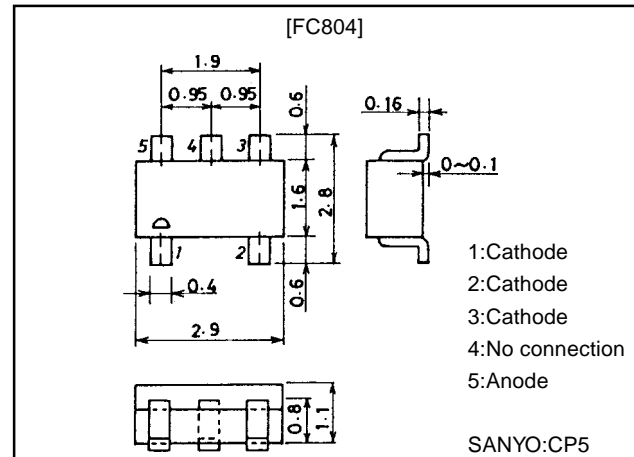 [FC804]
1.9
0.95 0.95
0.6
0.16
5 4 3
0~0.1
1.6
2.8
1 2
0.4
0.6
2.9
1:Cathode
2:Cathode
3:Cathode
4:No connection
5:Anode
0.8
1.1
SANYO:CP5